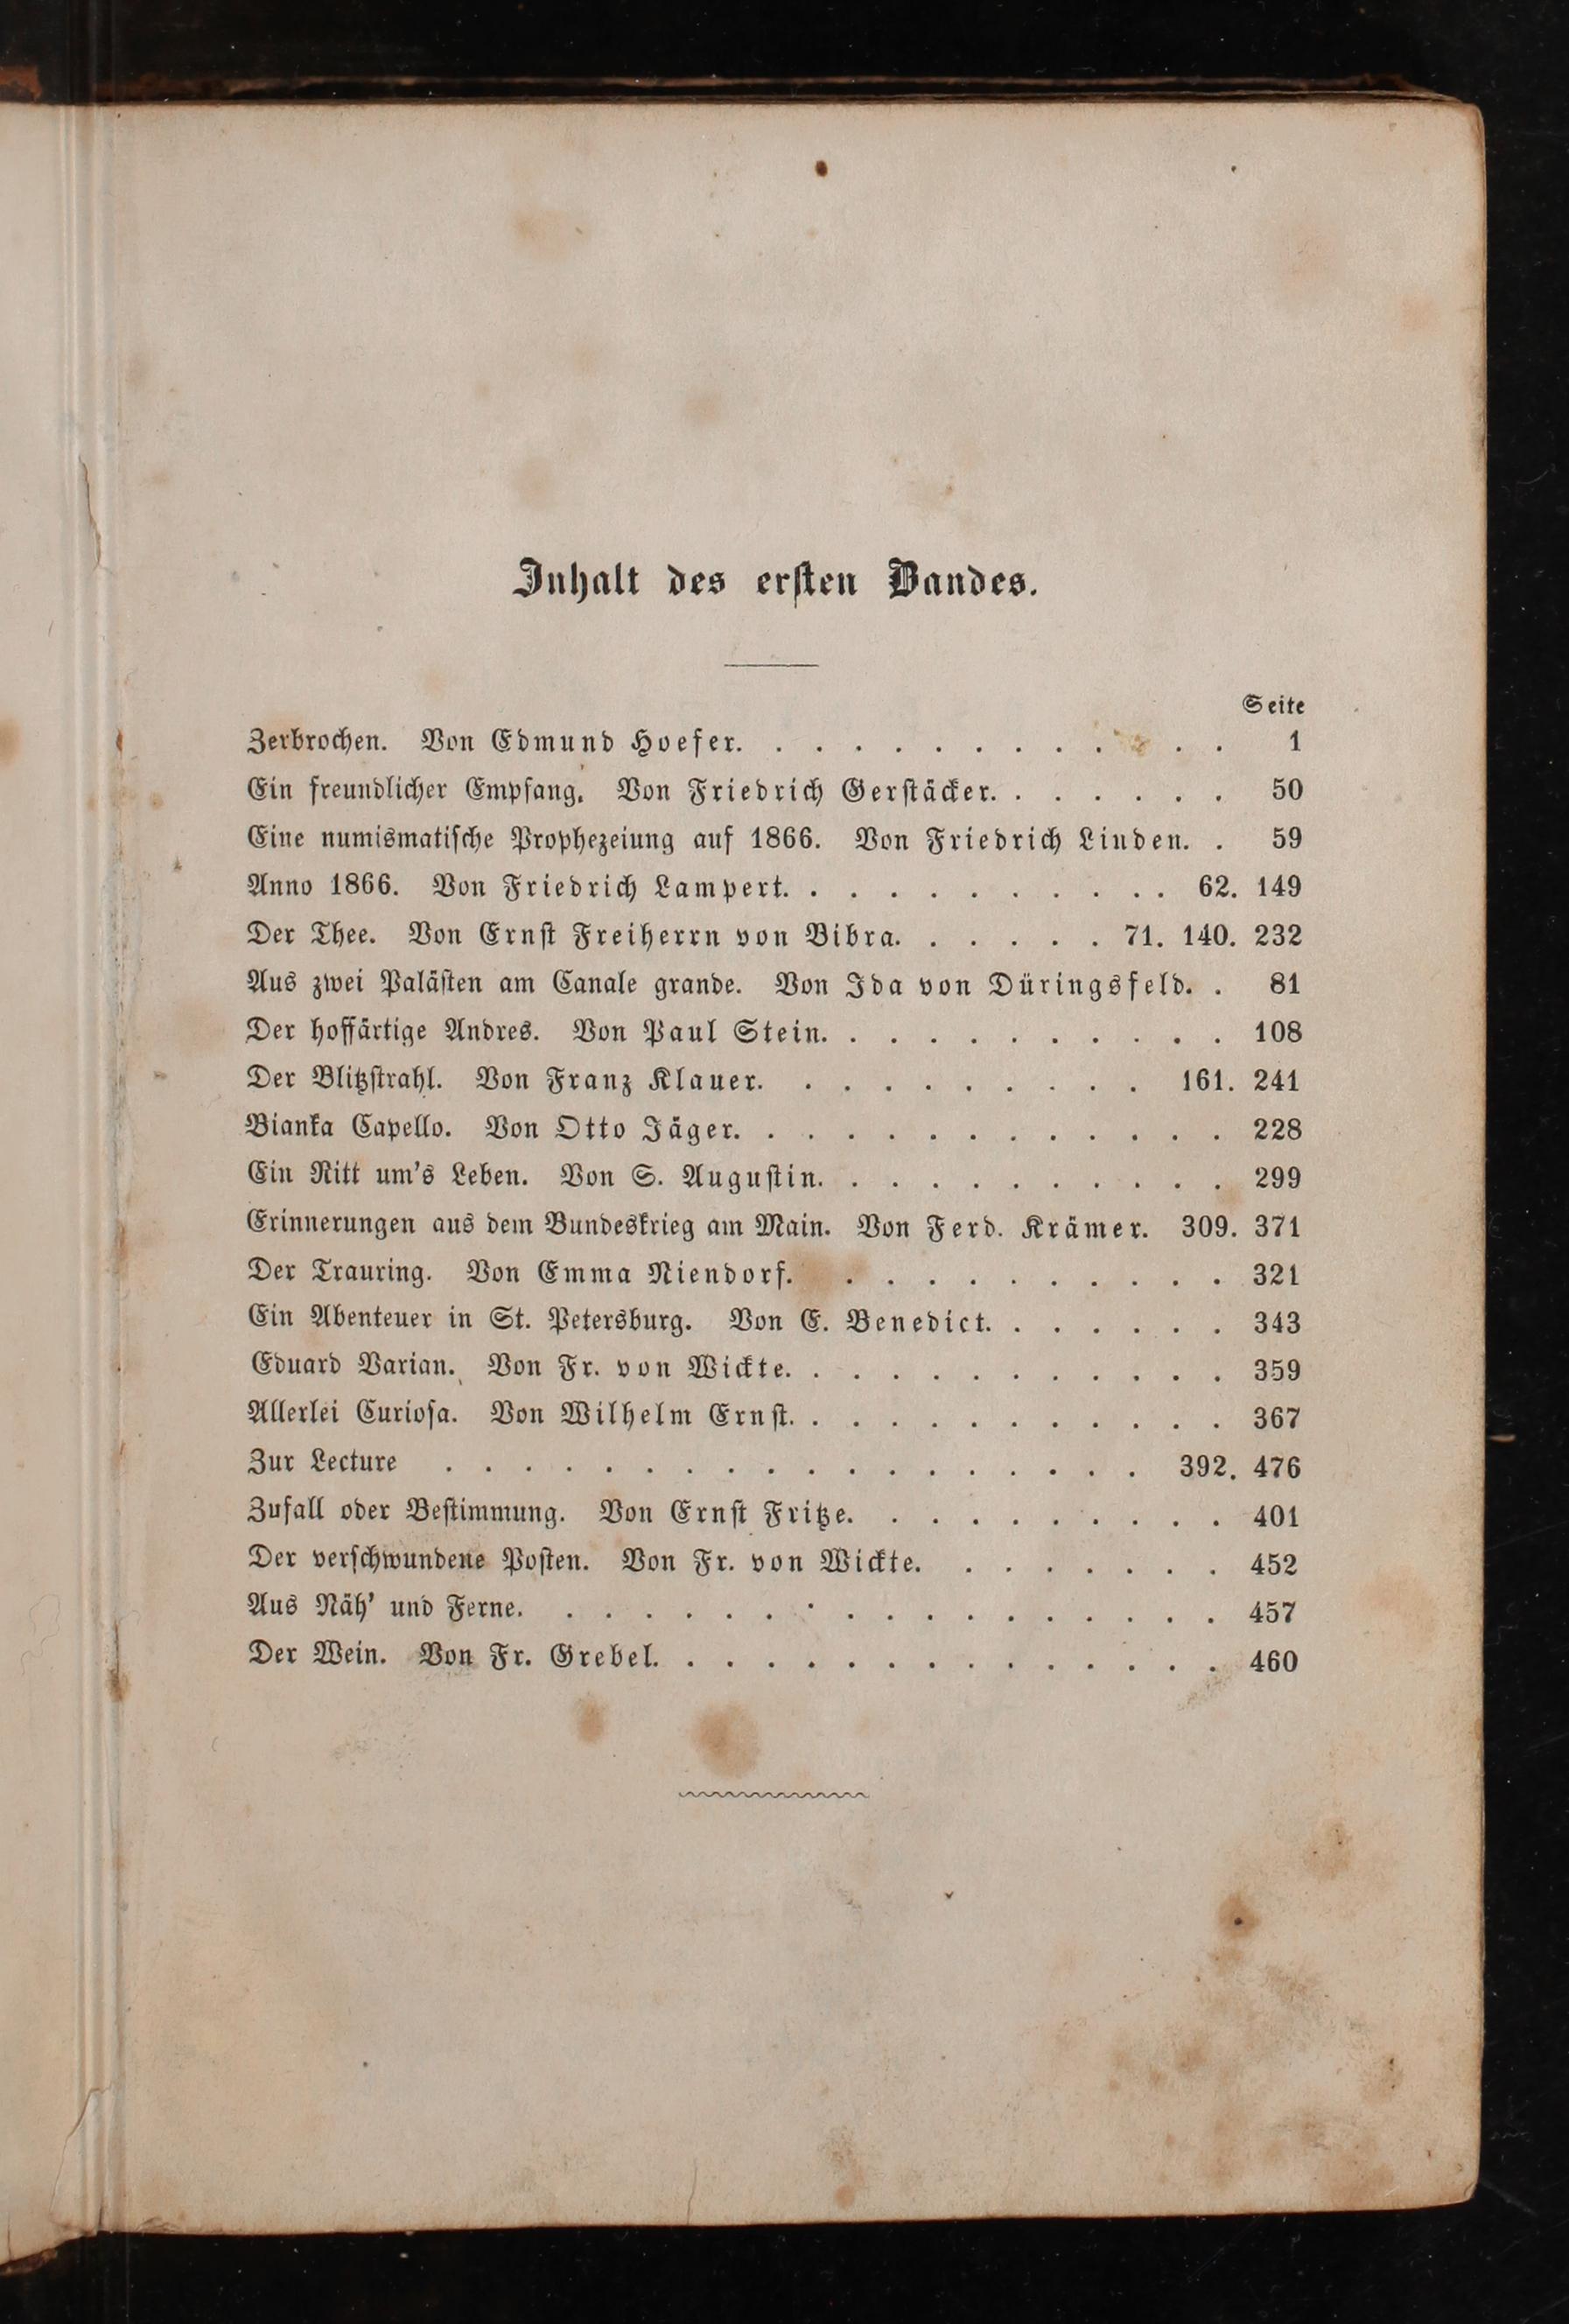 Inhalt des ersten Bandes.
Seite
Zerbrochen. Von Edmund Hoefer. . . . . . . . . . . . . 1
Ein freundlicher Empfang. Von Friedrich Gerstäcker. . . . . . . 50
Eine numismatische Prophezeiung auf 1866. Von Friedrich Linden. . 59
Anno 1866. Von Friedrich Lampert. . . . . . . . . . . 62. 149
Der Thee. Von Ernst Freiherrn von Bibra. . . . . . 71. 140. 232
Aus zwei Palästen am Canale grande. Von Ida von Düringsfeld. . 81
Der hoffärtige Andres. Von Paul Stein. . . . . . . . . . . 108
Der Blitzstrahl. Von Franz Klauer. . . . . . . . . . 161. 241
Bianka Capello. Von Otto Jäger. . . . . . . . . . . . . 228
Ein Ritt um's Leben. Von S. Augustin. . . . . . . . . . . 299
Erinnerungen aus dem Bundeskrieg am Main. Von Ferd. Krämer. 309. 371
Der Trauring. Von Emma Niendorf. . . . . . . . . . . 321
Ein Abenteuer in St. Petersburg. Von E. Benedict. . . . . . . 343
Eduard Varian. Von Fr. von Wickte. . . . . . . . . . . . 359
Allerlei Curiosa. Von Wilhelm Ernst. . . . . . . . . . . . 367
Zur Lecture . . . . . . . . . . . . . . . . . . 392. 476
Zufall oder Bestimmung. Von Ernst Fritze. . . . . . . . . . 401
Der verschwundene Posten. Von Fr. von Wickte. . . . . . . . 452
Aus Näh' und Ferne. . . . . . . . . . . . . . . . . . 457
Der Wein. Von Fr. Grebel. . . . . . . . . . . . . . . 460